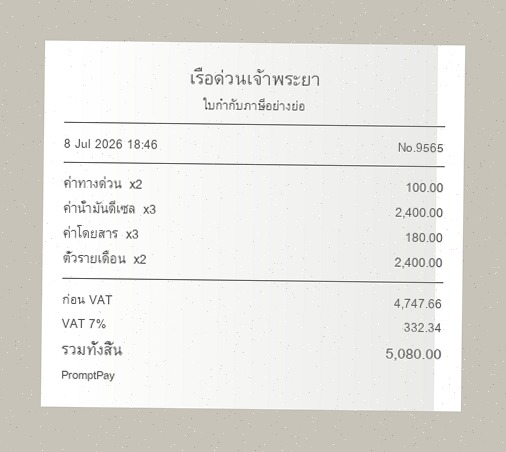 เรือด่วนเจ้าพระยา
ใบกำกับภาษีอย่างย่อ
8 Jul 2026 18:46 No.9565
ค่าทางด่วน x2 100.00
ค่าน้ำมันดีเซล x3 2,400.00
ค่าโดยสาร x3 180.00
ตั๋วรายเดือน x2 2,400.00
ก่อน VAT 4,747.66
VAT 7% 332.34
รวมทั้งสิ้น 5,080.00
PromptPay